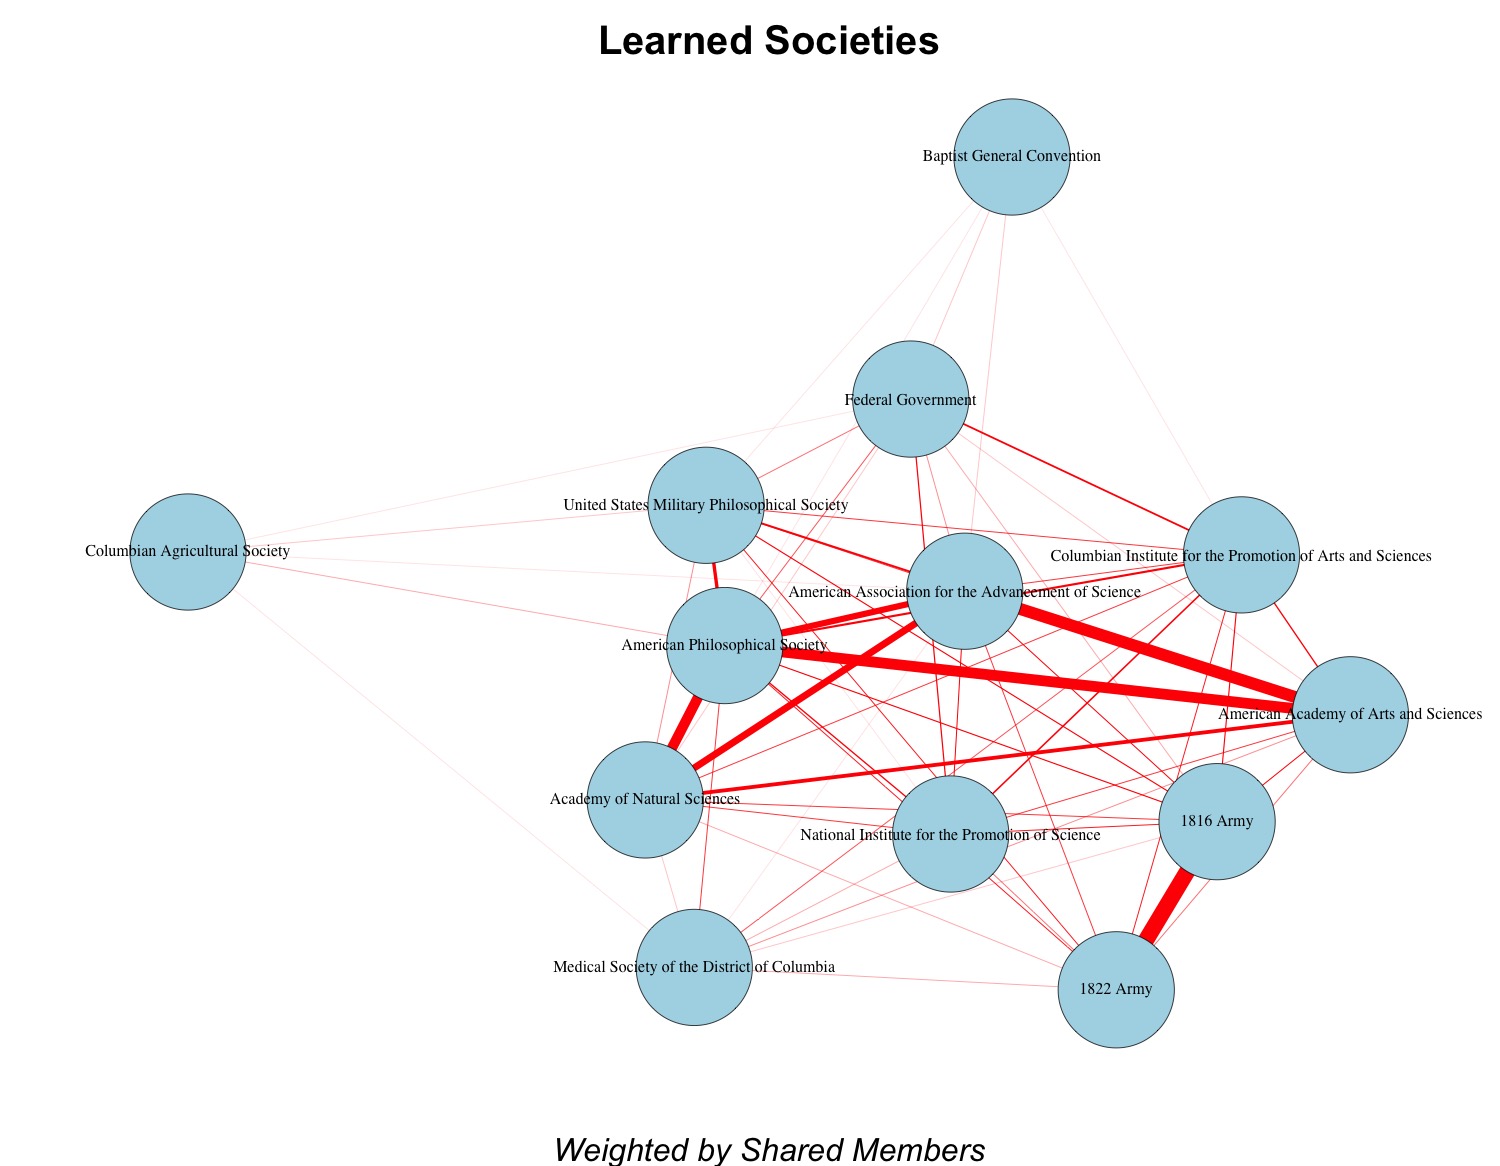 Learned Societies
Baptist General Convention
Federal Government
United States Military Philosophical Society
Columbian Agricultural Society
Columbian Institute for the Promotion of Arts and Sciences
American Association for the Advancement of Science
American Philosophical Society
American Academy of Arts and Sciences
Academy of Natural Sciences
1816 Army
National Institute for the Promotion of Science
Medical Society of the District of Columbia
1822 Army
Weighted by Shared Members